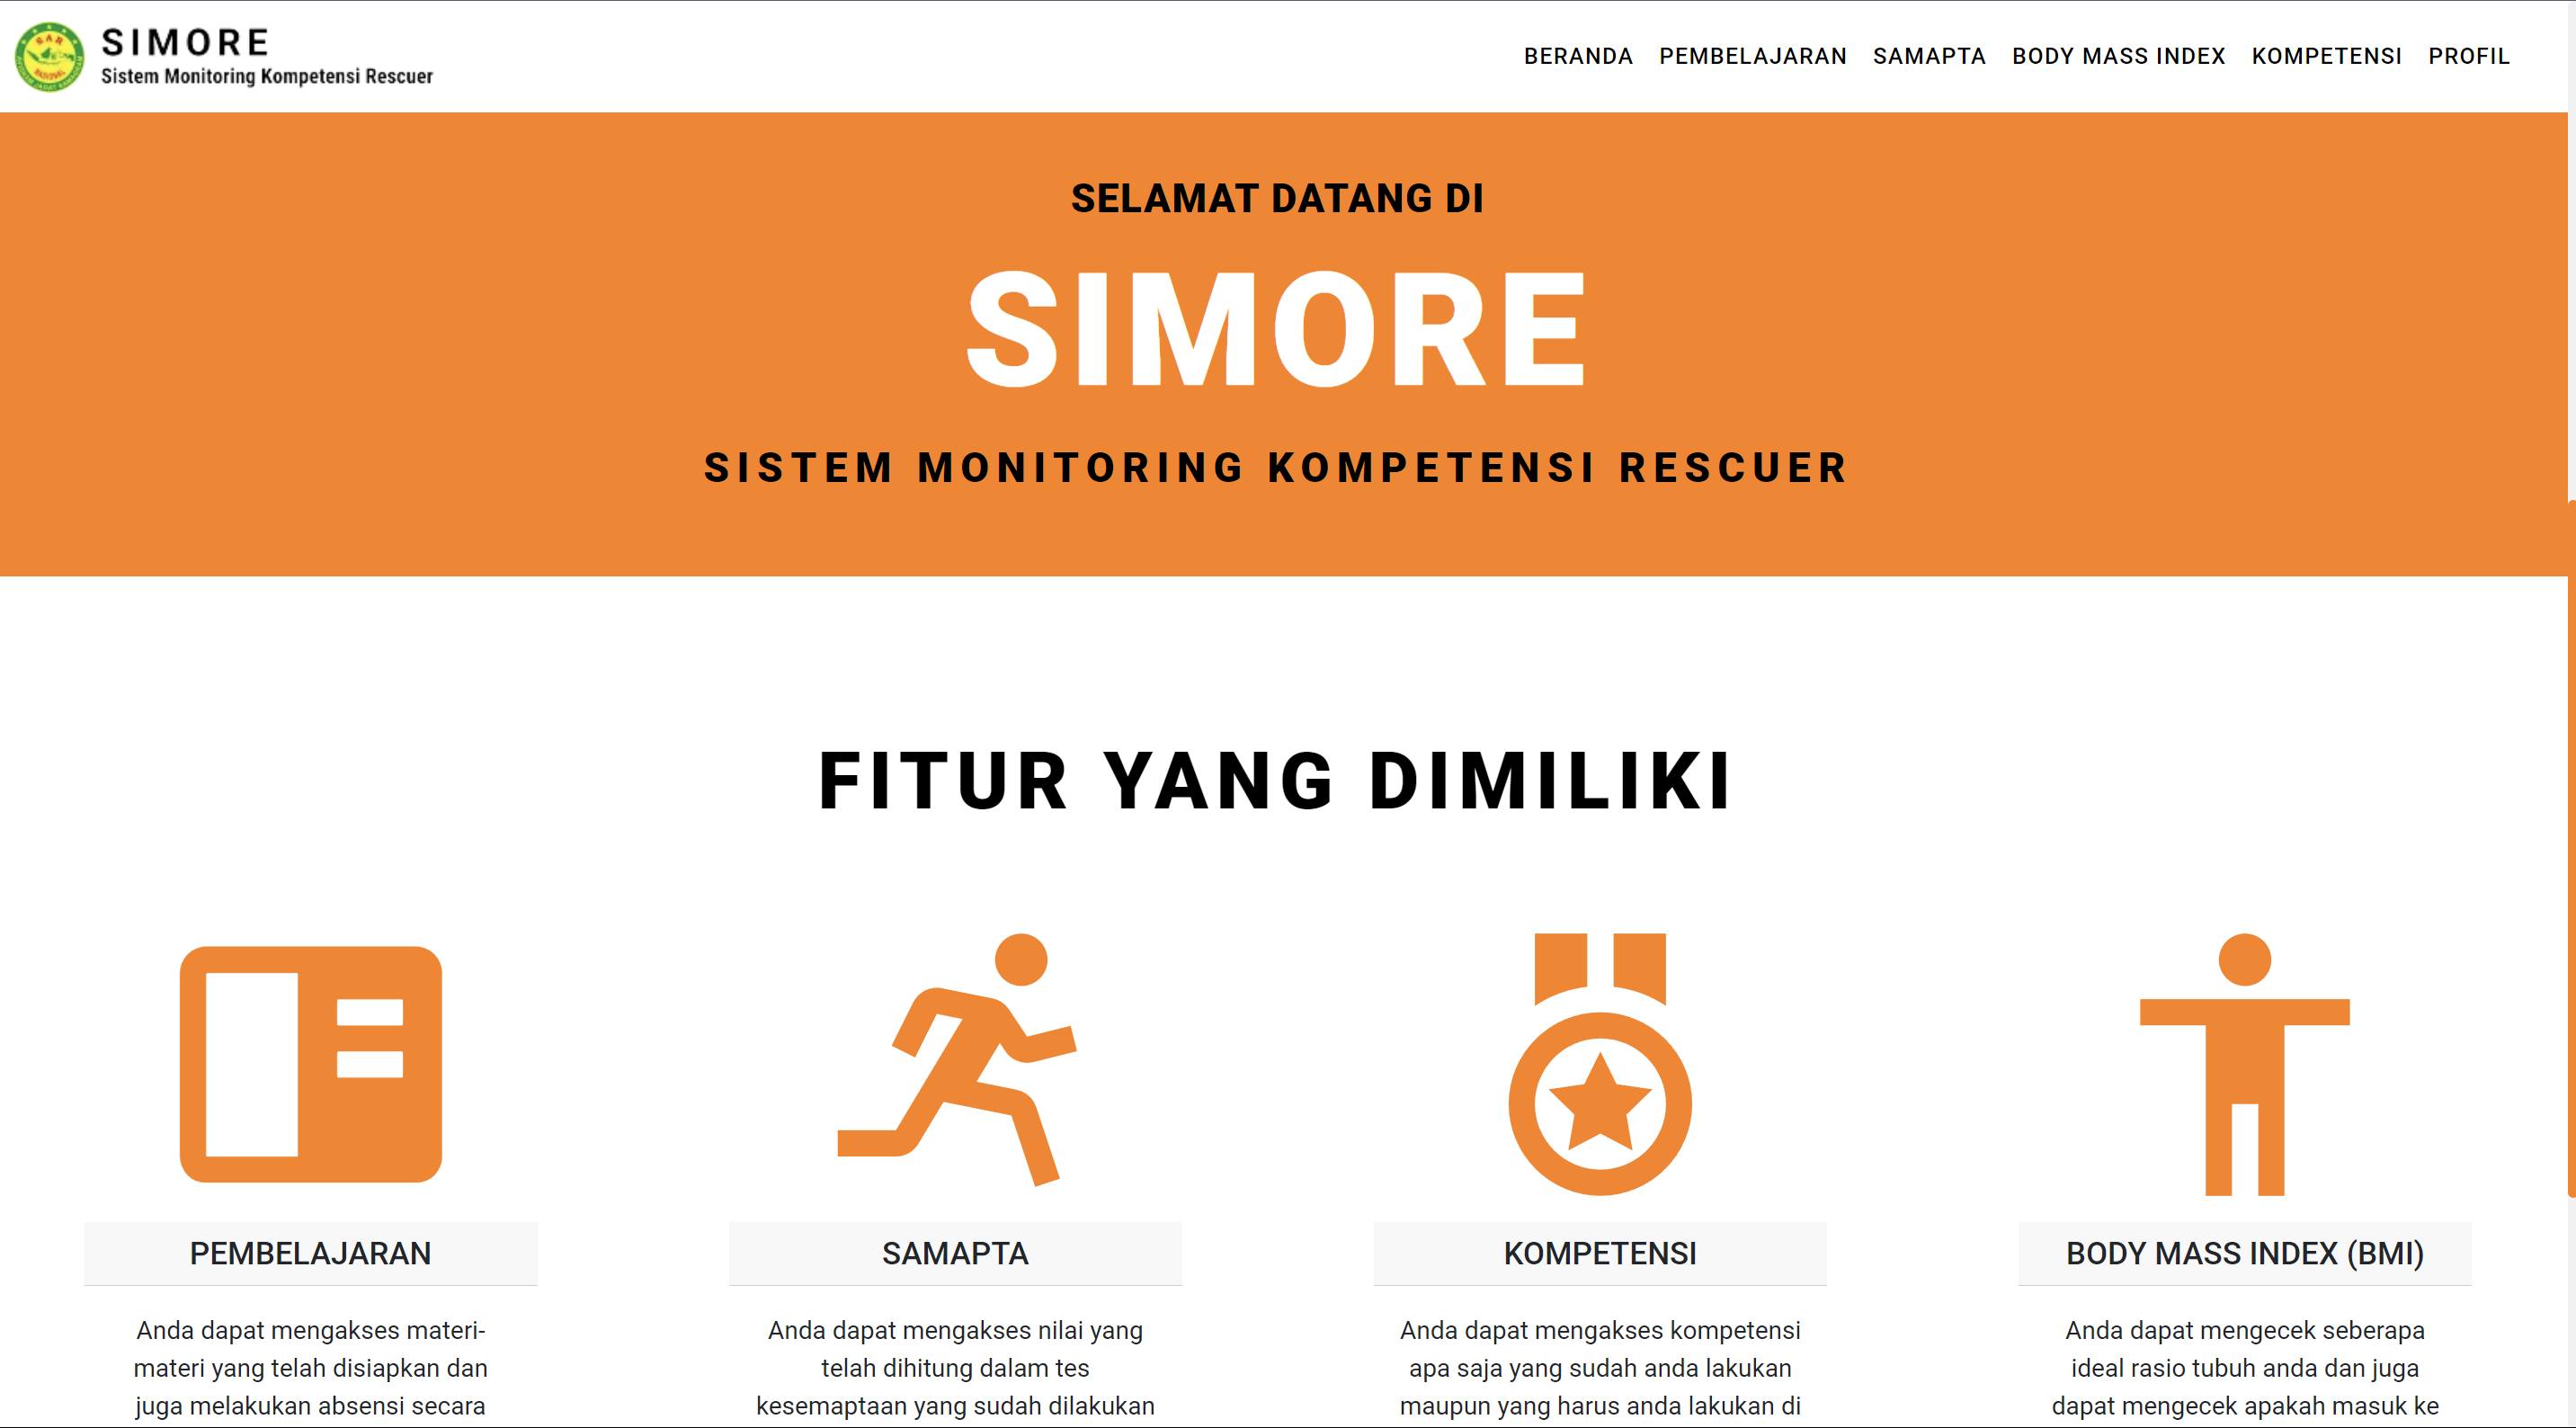 SAR
NASIONAL
SIMORE
Sistem Monitoring Kompetensi Rescuer
BERANDA PEMBELAJARAN SAMAPTA BODY MASS INDEX KOMPETENSI PROFIL
SELAMAT DATANG DI
SIMORE
SISTEM MONITORING KOMPETENSI RESCUER
FITUR YANG DIMILIKI
PEMBELAJARAN
Anda dapat mengakses materi-
materi yang telah disiapkan dan
juga melakukan absensi secara
SAMAPTA
Anda dapat mengakses nilai yang
telah dihitung dalam tes
kesemaptaan yang sudah dilakukan
KOMPETENSI
Anda dapat mengakses kompetensi
apa saja yang sudah anda lakukan
maupun yang harus anda lakukan di
BODY MASS INDEX (BMI)
Anda dapat mengecek seberapa
ideal rasio tubuh anda dan juga
dapat mengecek apakah masuk ke